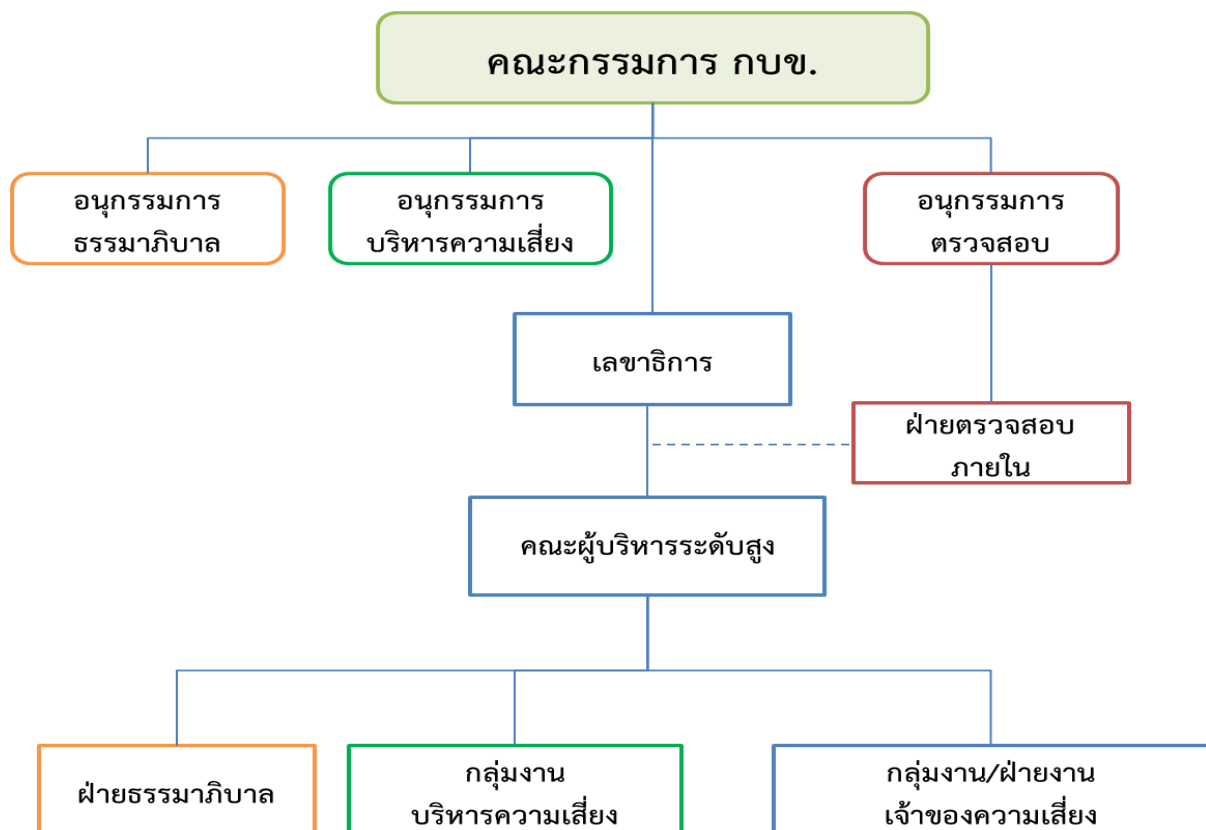 คณะกรรมการ กบข.
อนุกรรมการ
ธรรมาภิบาล
อนุกรรมการ
บริหารความเสี่ยง
อนุกรรมการ
ตรวจสอบ
เลขาธิการ
ฝ่ายตรวจสอบ
ภายใน
คณะผู้บริหารระดับสูง
ฝ่ายธรรมาภิบาล
กลุ่มงาน
บริหารความเสี่ยง
กลุ่มงาน/ฝ่ายงาน
เจ้าของความเสี่ยง